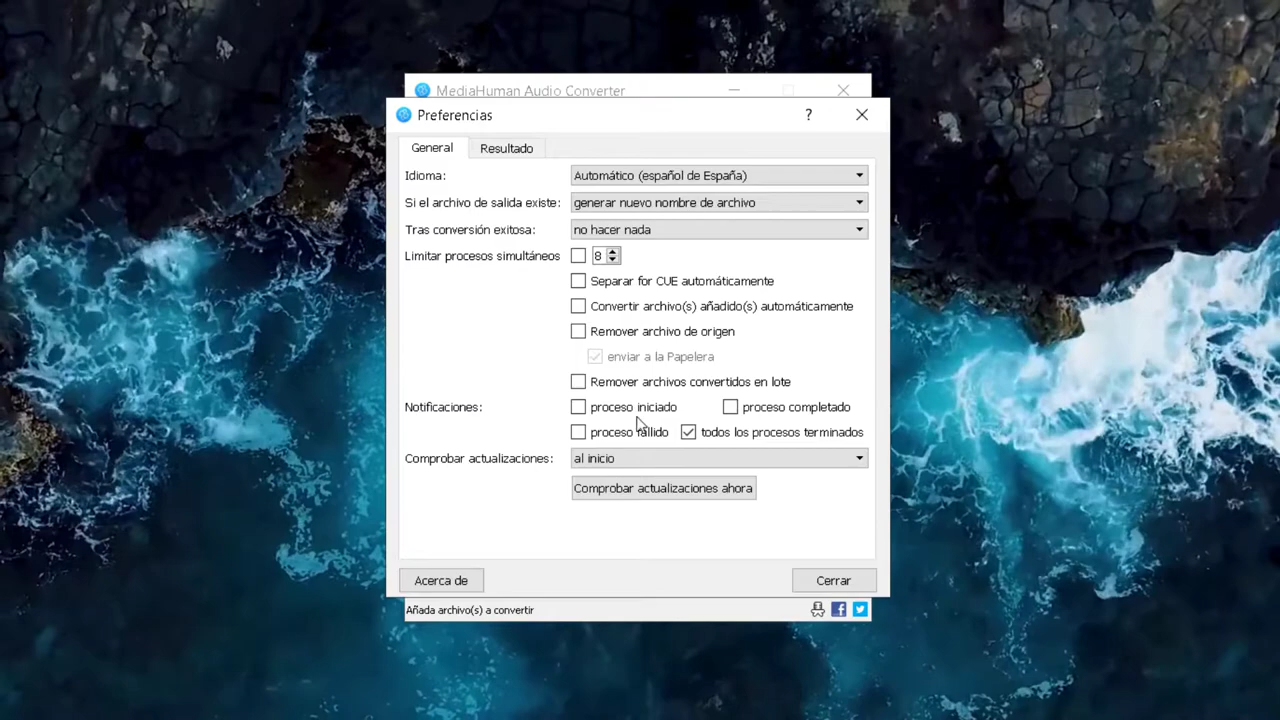 MediaHuman Audio Converter
Preferencias
?
General
Resultado
Idioma:
Automático (español de España)
Si el archivo de salida existe:
generar nuevo nombre de archivo
Tras conversión exitosa:
no hacer nada
Limitar procesos simultáneos
8
Separar for CUE automáticamente
Convertir archivo(s) añadido(s) automáticamente
Remover archivo de origen
enviar a la Papelera
Remover archivos convertidos en lote
Notificaciones:
proceso iniciado
proceso completado
proceso fallido
todos los procesos terminados
Comprobar actualizaciones:
al inicio
Comprobar actualizaciones ahora
Acerca de
Cerrar
Añada archivo(s) a convertir